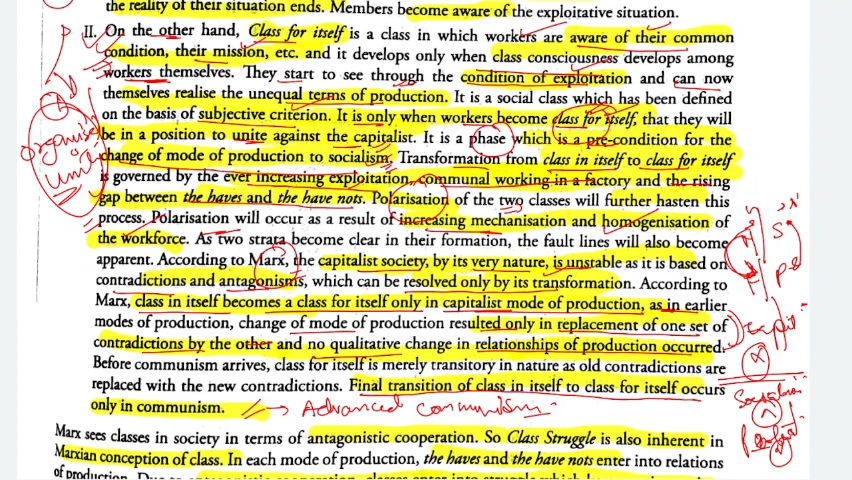 the reality of their situation ends. Members become aware of the exploitative situation.
II. On the other hand, Class for itself is a class in which workers are aware of their common
condition, their mission, etc. and it develops only when class consciousness develops among
workers themselves. They start to see through the condition of exploitation and can now
themselves realise the unequal terms of production. It is a social class which has been defined
on the basis of subjective criterion. It is only when workers become class for itself, that they will
be in a position to unite against the capitalist. It is a phase which is a pre-condition for the
change of mode of production to socialism. Transformation from class in itself to class for itself
is governed by the ever increasing exploitation, communal working in a factory and the rising
gap between the haves and the have nots. Polarisation of the two classes will further hasten this
process. Polarisation will occur as a result of increasing mechanisation and homogenisation of
the workforce. As two strata become clear in their formation, the fault lines will also become
apparent. According to Marx, the capitalist society, by its very nature, is unstable as it is based on
contradictions and antagonisms, which can be resolved only by its transformation. According to
Marx, class in itself becomes a class for itself only in capitalist mode of production, as in earlier
modes of production, change of mode of production resulted only in replacement of one set of
contradictions by the other and no qualitative change in relationships of production occurred.
Before communism arrives, class for itself is merely transitory in nature as old contradictions are
replaced with the new contradictions. Final transition of class in itself to class for itself occurs
only in communism.
Advanced communism
Marx sees classes in society in terms of antagonistic cooperation. So Class Struggle is also inherent in
Marxian conception of class. In each mode of production, the haves and the have nots enter into relations